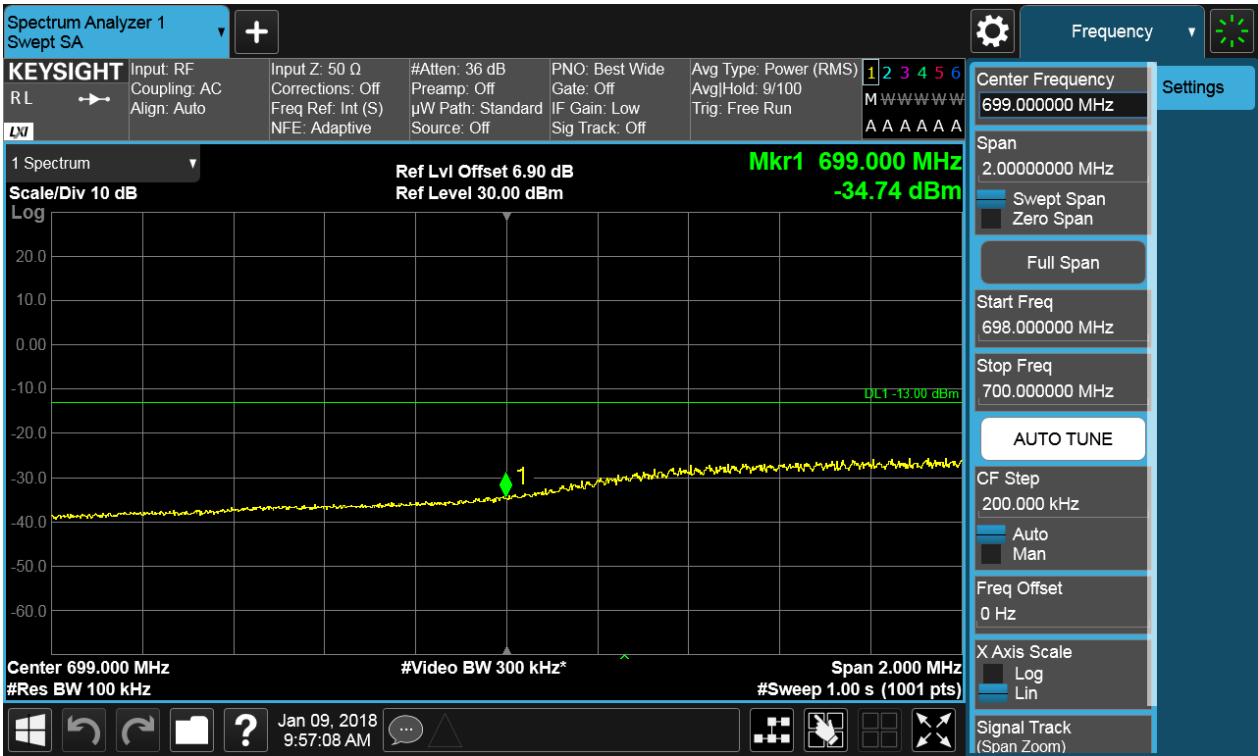 Spectrum Analyzer 1
Swept SA
Frequency
KEYSIGHT
R L
LXI
Input: RF
Coupling: AC
Align: Auto
Input Z: 50 Ω
Corrections: Off
Freq Ref: Int (S)
NFE: Adaptive
#Atten: 36 dB
Preamp: Off
µW Path: Standard
Source: Off
PNO: Best Wide
Gate: Off
IF Gain: Low
Sig Track: Off
Avg Type: Power (RMS)
Avg|Hold: 9/100
Trig: Free Run
1 2 3 4 5 6
M W W W W W
A A A A A A
1 Spectrum
Scale/Div 10 dB
Log
Ref Lvl Offset 6.90 dB
Ref Level 30.00 dBm
Mkr1 699.000 MHz
-34.74 dBm
20.0
10.0
0.00
-10.0
DL1 -13.00 dBm
-20.0
-30.0
1
-40.0
-50.0
-60.0
Center 699.000 MHz
#Video BW 300 kHz*
Span 2.000 MHz
#Res BW 100 kHz
#Sweep 1.00 s (1001 pts)
?
Jan 09, 2018
9:57:08 AM
Center Frequency
699.000000 MHz
Settings
Span
2.00000000 MHz
Swept Span
Zero Span
Full Span
Start Freq
698.000000 MHz
Stop Freq
700.000000 MHz
AUTO TUNE
CF Step
200.000 kHz
Auto
Man
Freq Offset
0 Hz
X Axis Scale
Log
Lin
Signal Track
(Span Zoom)